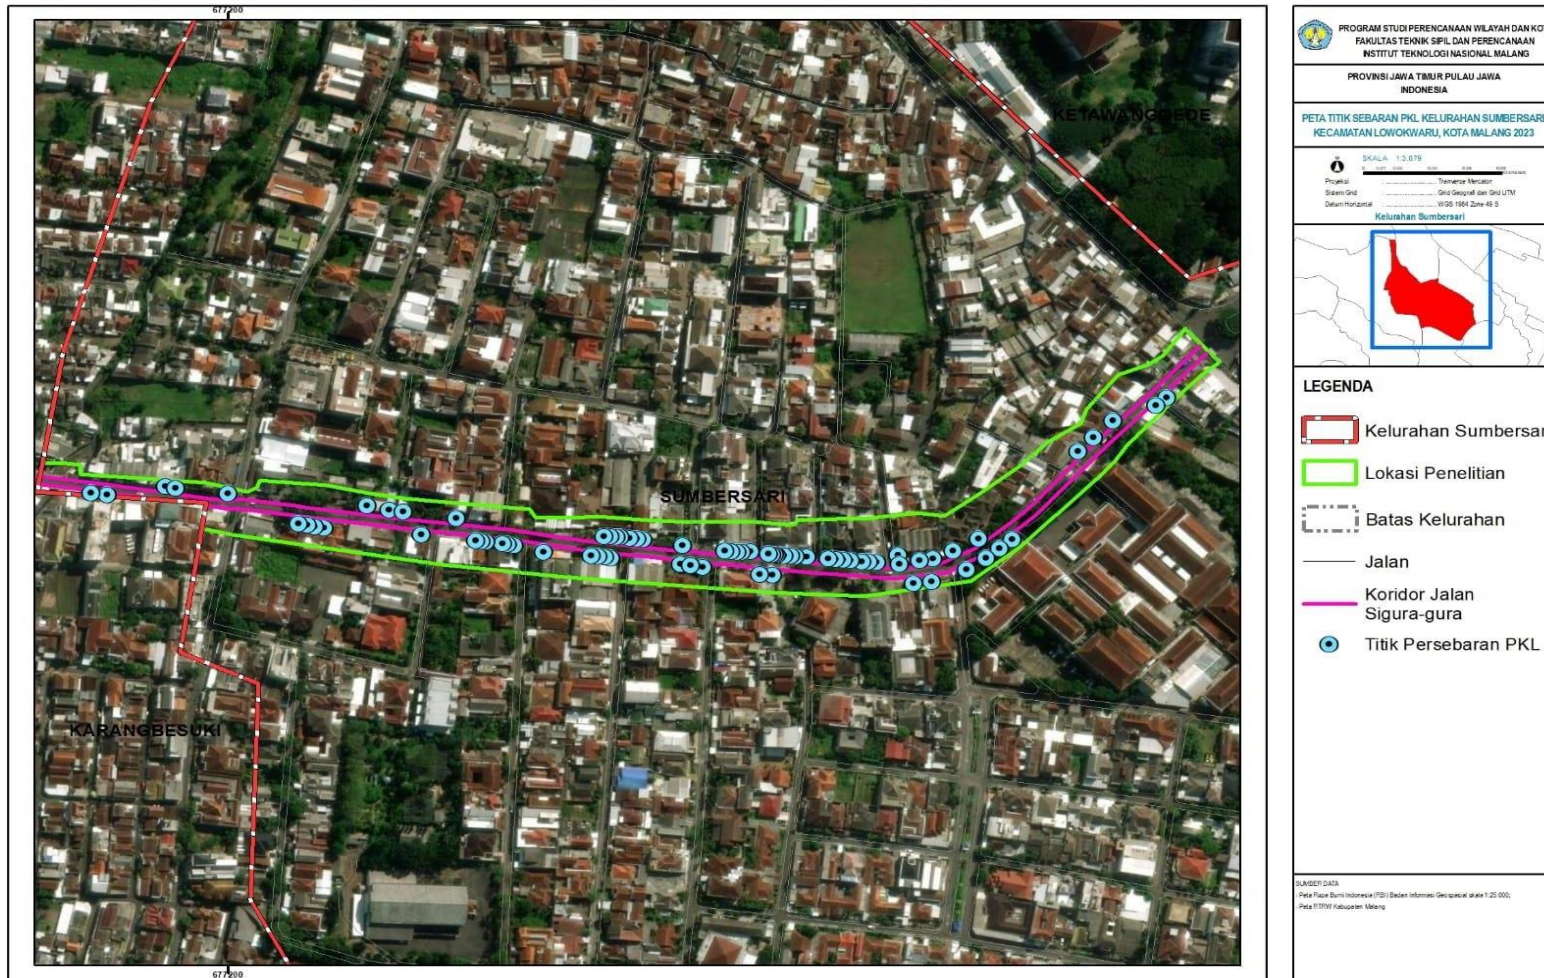 677200
KETAWANGGEDE
SUMBERSARI
KARANGBESUKI
677200
PROGRAM STUDI PERENCANAAN WILAYAH DAN KOT
FAKULTAS TEKNIK SIPIL DAN PERENCANAAN
INSTITUT TEKNOLOGI NASIONAL MALANG
PROVINSI JAWA TIMUR PULAU JAWA
INDONESIA
PETA TITIK SEBARAN PKL KELURAHAN SUMBERSARI
KECAMATAN LOWOKWARU, KOTA MALANG 2023
SKALA 1:3,079
Proyeksi : ........................ Tranverse Mercator
Sistem Grid : ........................ Grid Geografi dan Grid UTM
Datum Horizontal : ........................ WGS 1984 Zone 49 S
Kelurahan Sumbersari
LEGENDA
Kelurahan Sumbersar
Lokasi Penelitian
Batas Kelurahan
Jalan
Koridor Jalan
Sigura-gura
Titik Persebaran PKL
SUMBER DATA
- Peta Rupa Bumi Indonesia (RBI) Badan Informasi Geospasial skala 1:25.000;
- Peta RTRW Kabupaten Malang